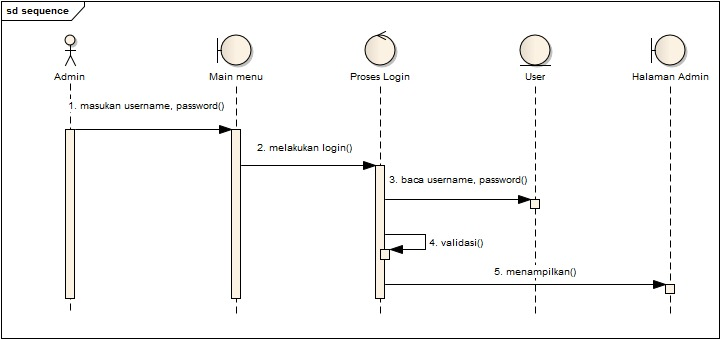 sd sequence
Admin
Main menu
Proses Login
User
Halaman Admin
1. masukan username, password()
2. melakukan login()
3. baca username, password()
4. validasi()
5. menampilkan()